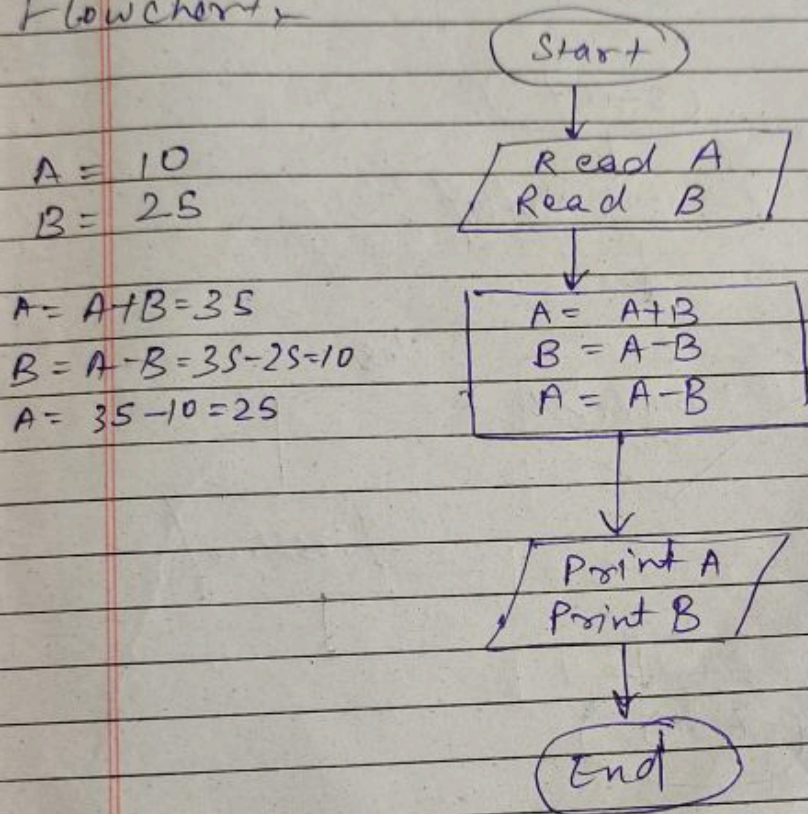 Flowchart,
Start
A = 10
B = 25
Read A
Read B
A = A+B = 35
B = A-B = 35-25=10
A = 35-10=25
A = A+B
B = A-B
A = A-B
Print A
Print B
End